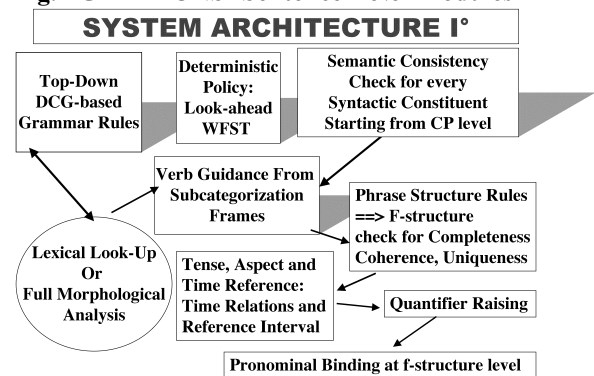 SYSTEM ARCHITECTURE I°
Top-Down
DCG-based
Grammar Rules
Deterministic
Policy:
Look-ahead
WFST
Semantic Consistency
Check for every
Syntactic Constituent
Starting from CP level
Verb Guidance From
Subcategorization
Frames
Phrase Structure Rules
==> F-structure
check for Completeness
Coherence, Uniqueness
Lexical Look-Up
Or
Full Morphological
Analysis
Tense, Aspect and
Time Reference:
Time Relations and
Reference Interval
Quantifier Raising
Pronominal Binding at f-structure level